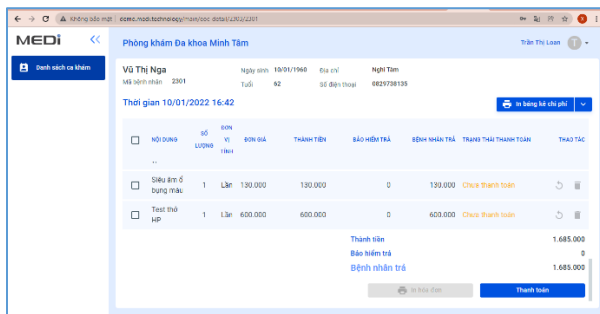 Không bảo mật | demo.medi.technology/main/doc-detail/2303/2301
MEDi
Phòng khám Đa khoa Minh Tâm
Trần Thị Loan
Danh sách ca khám
Vũ Thị Nga
Ngày sinh 10/01/1960 Địa chỉ Nghi Tàm
Mã bệnh nhân 2301
Tuổi 62 Số điện thoại 0829738135
Thời gian 10/01/2022 16:42
In bảng kê chi phí
NỘI DUNG SỐ LƯỢNG ĐƠN VỊ TÍNH ĐƠN GIÁ THÀNH TIỀN BẢO HIỂM TRẢ BỆNH NHÂN TRẢ TRẠNG THÁI THANH TOÁN THAO TÁC
Siêu âm ổ bụng màu 1 Lần 130.000 130.000 0 130.000 Chưa thanh toán
Test thở HP 1 Lần 600.000 600.000 0 600.000 Chưa thanh toán
Thành tiền 1.685.000
Bảo hiểm trả 0
Bệnh nhân trả 1.685.000
In hóa đơn
Thanh toán